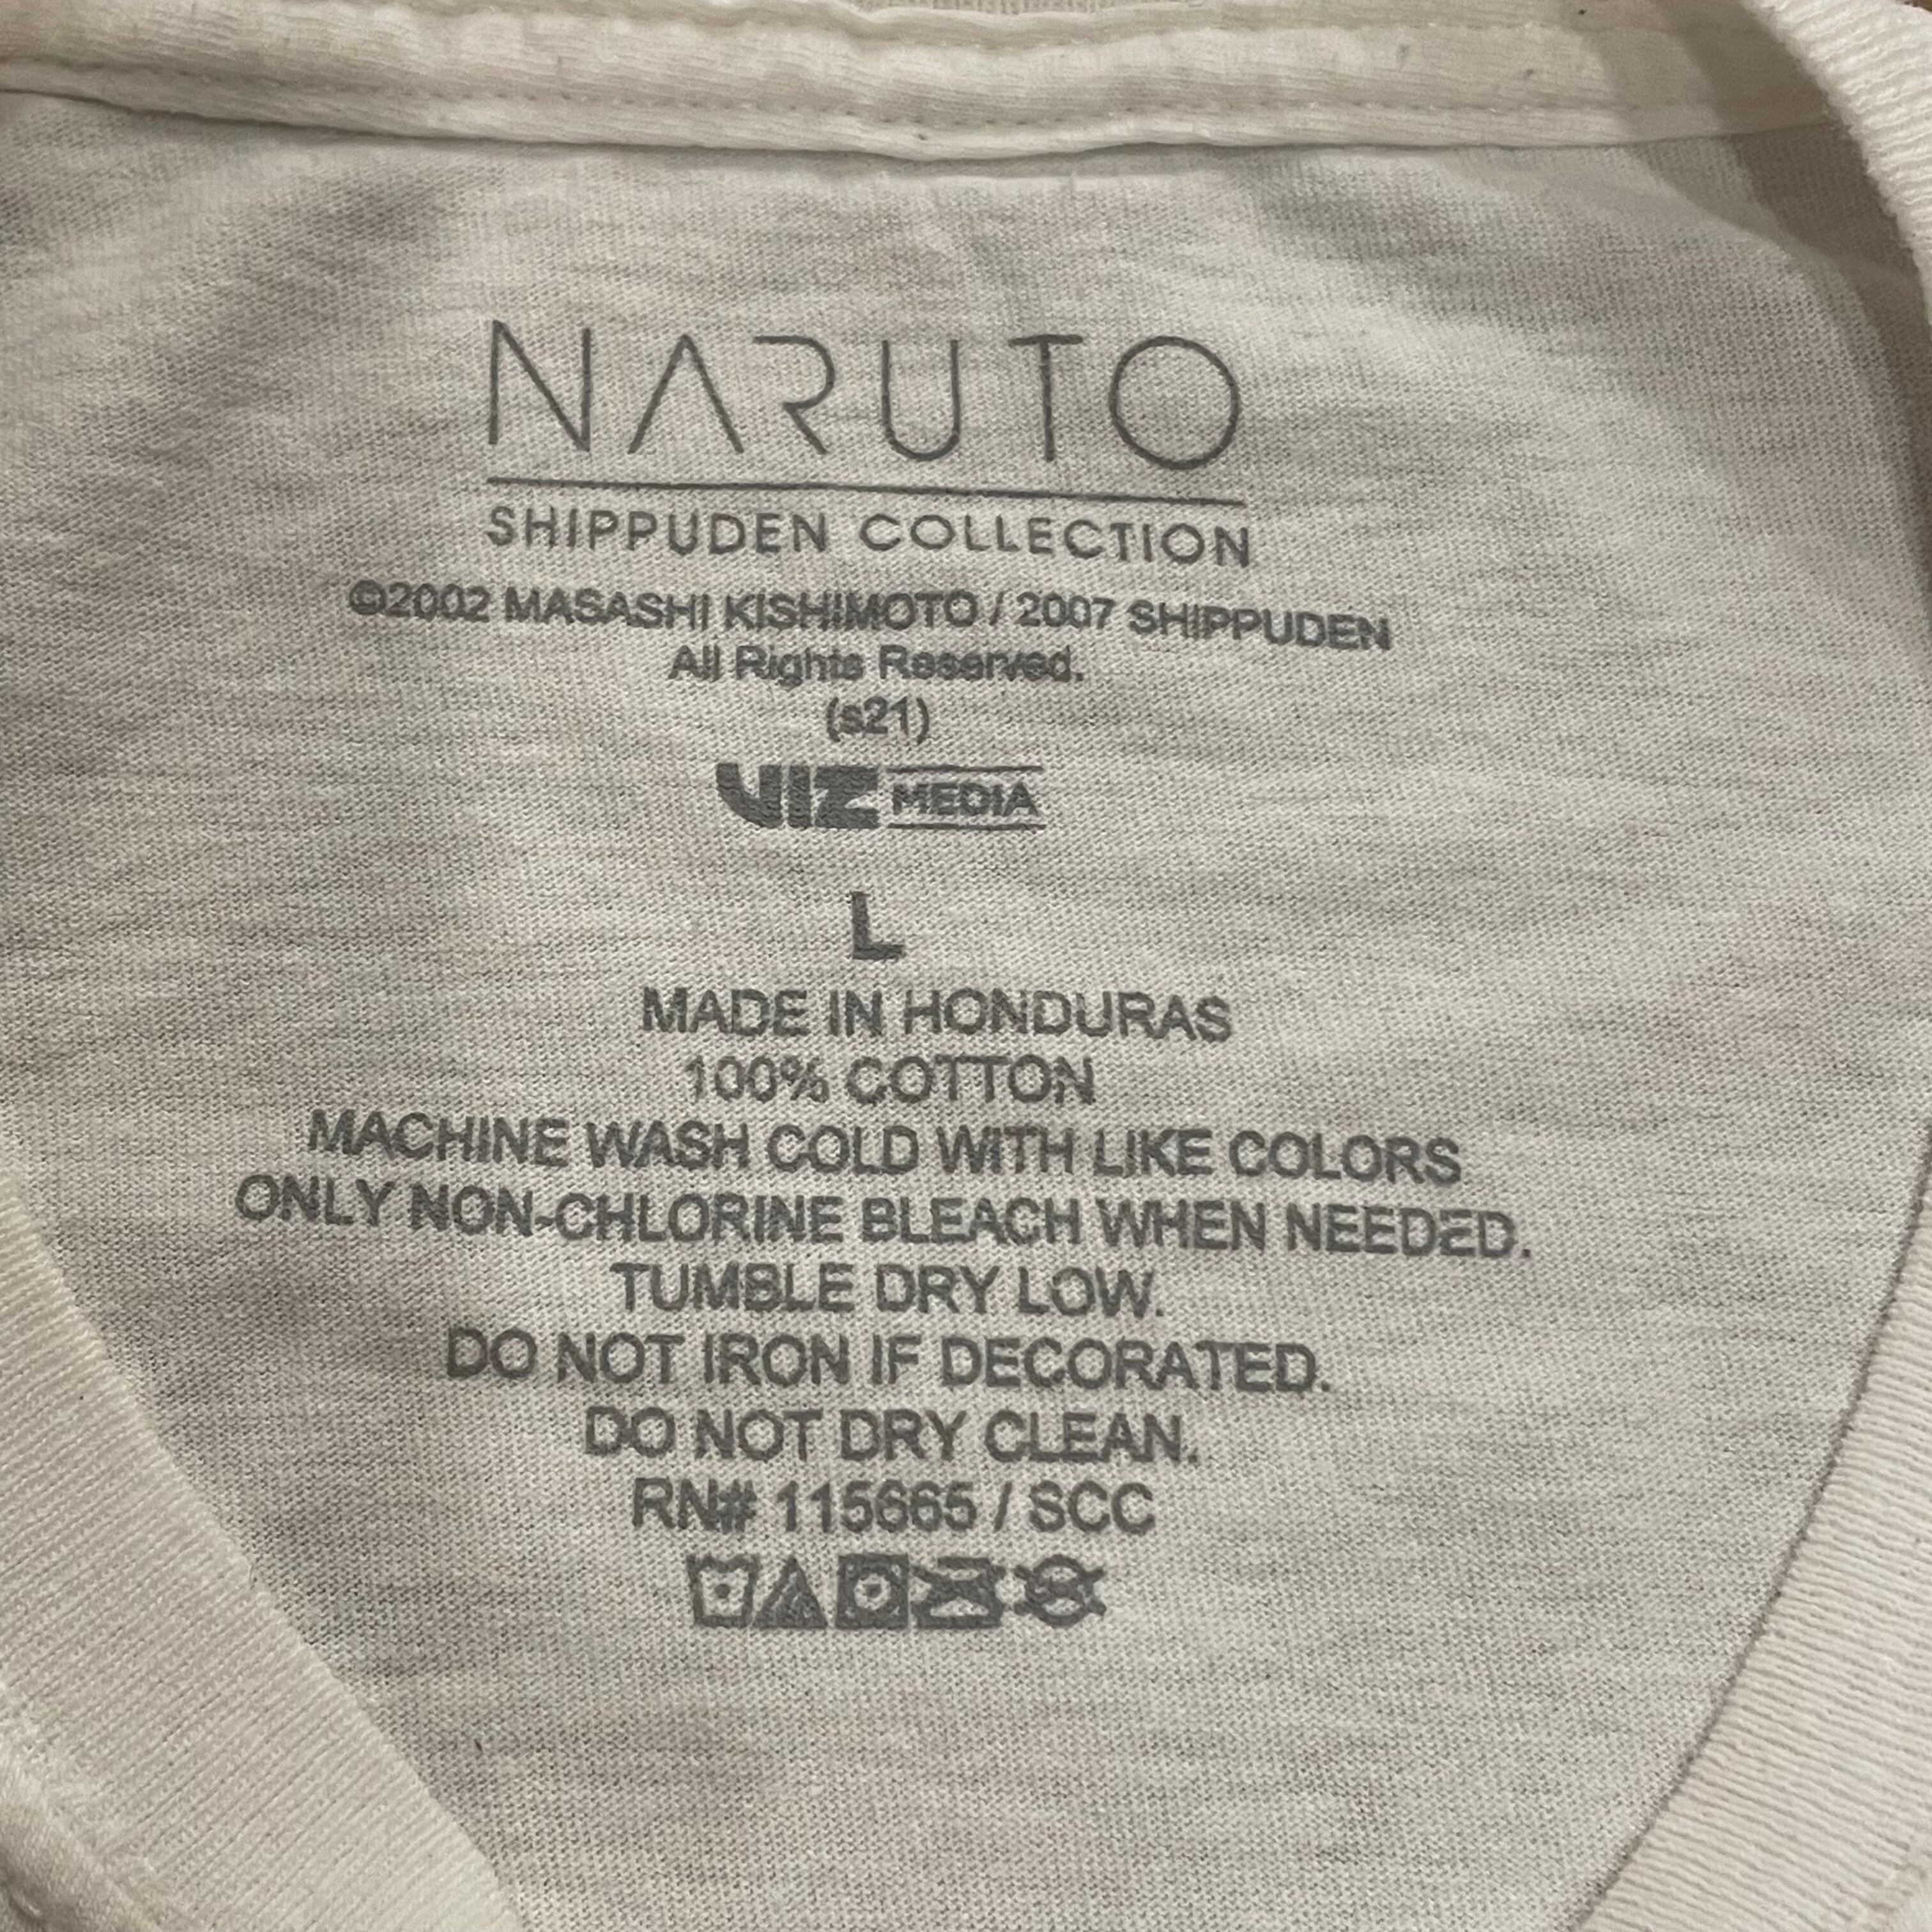 NARUTO
SHIPPUDEN COLLECTION
©2002 MASASHI KISHIMOTO / 2007 SHIPPUDEN
All Rights Reserved.
(s21)
VIZ MEDIA
L
MADE IN HONDURAS
100% COTTON
MACHINE WASH COLD WITH LIKE COLORS
ONLY NON-CHLORINE BLEACH WHEN NEEDED.
TUMBLE DRY LOW.
DO NOT IRON IF DECORATED.
DO NOT DRY CLEAN.
RN# 115665 / SCC